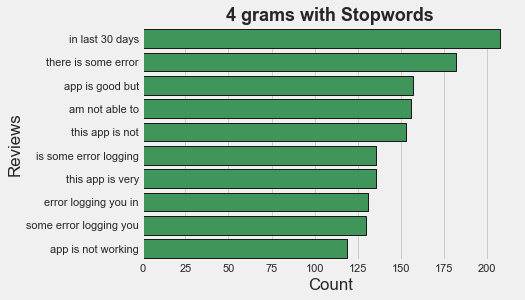 4 grams with Stopwords
in last 30 days
there is some error
app is good but
am not able to
this app is not
is some error logging
this app is very
error logging you in
some error logging you
app is not working
Reviews
0 25 50 75 100 125 150 175 200
Count